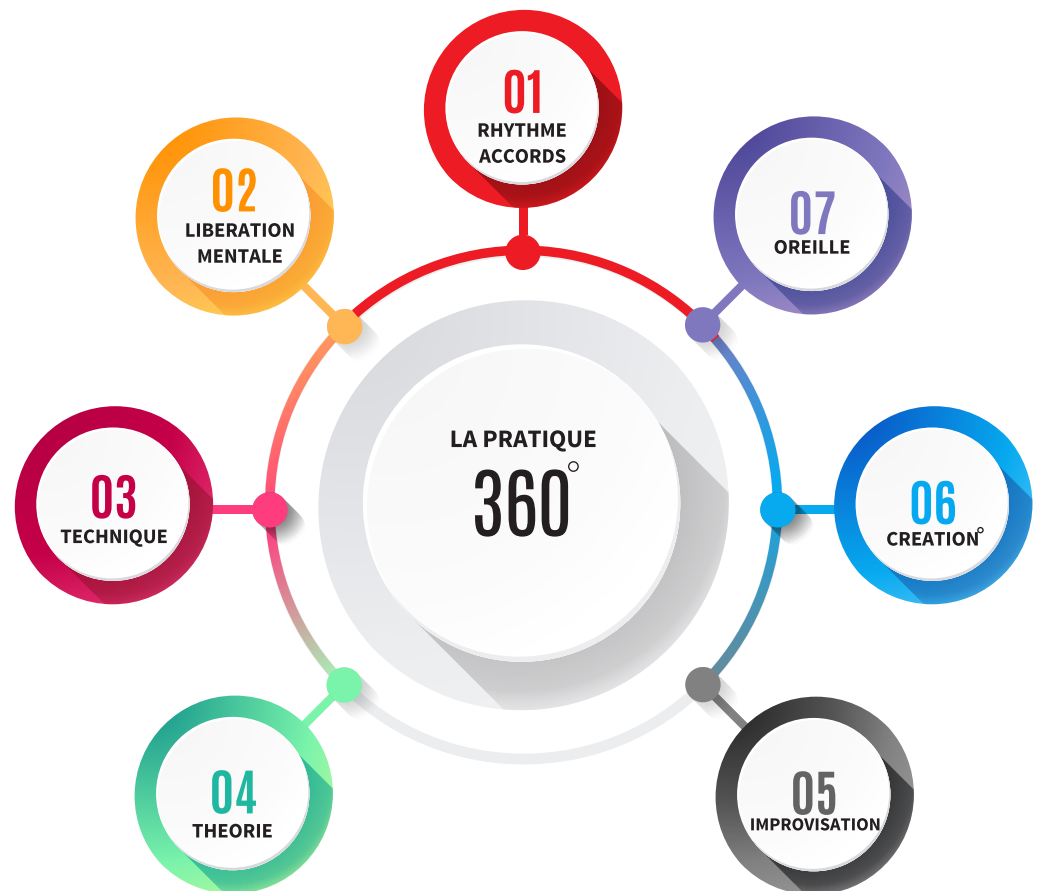 01
RHYTHME
ACCORDS
02
LIBERATION
MENTALE
03
TECHNIQUE
04
THEORIE
05
IMPROVISATION
06
CREATION°
07
OREILLE
LA PRATIQUE
360°